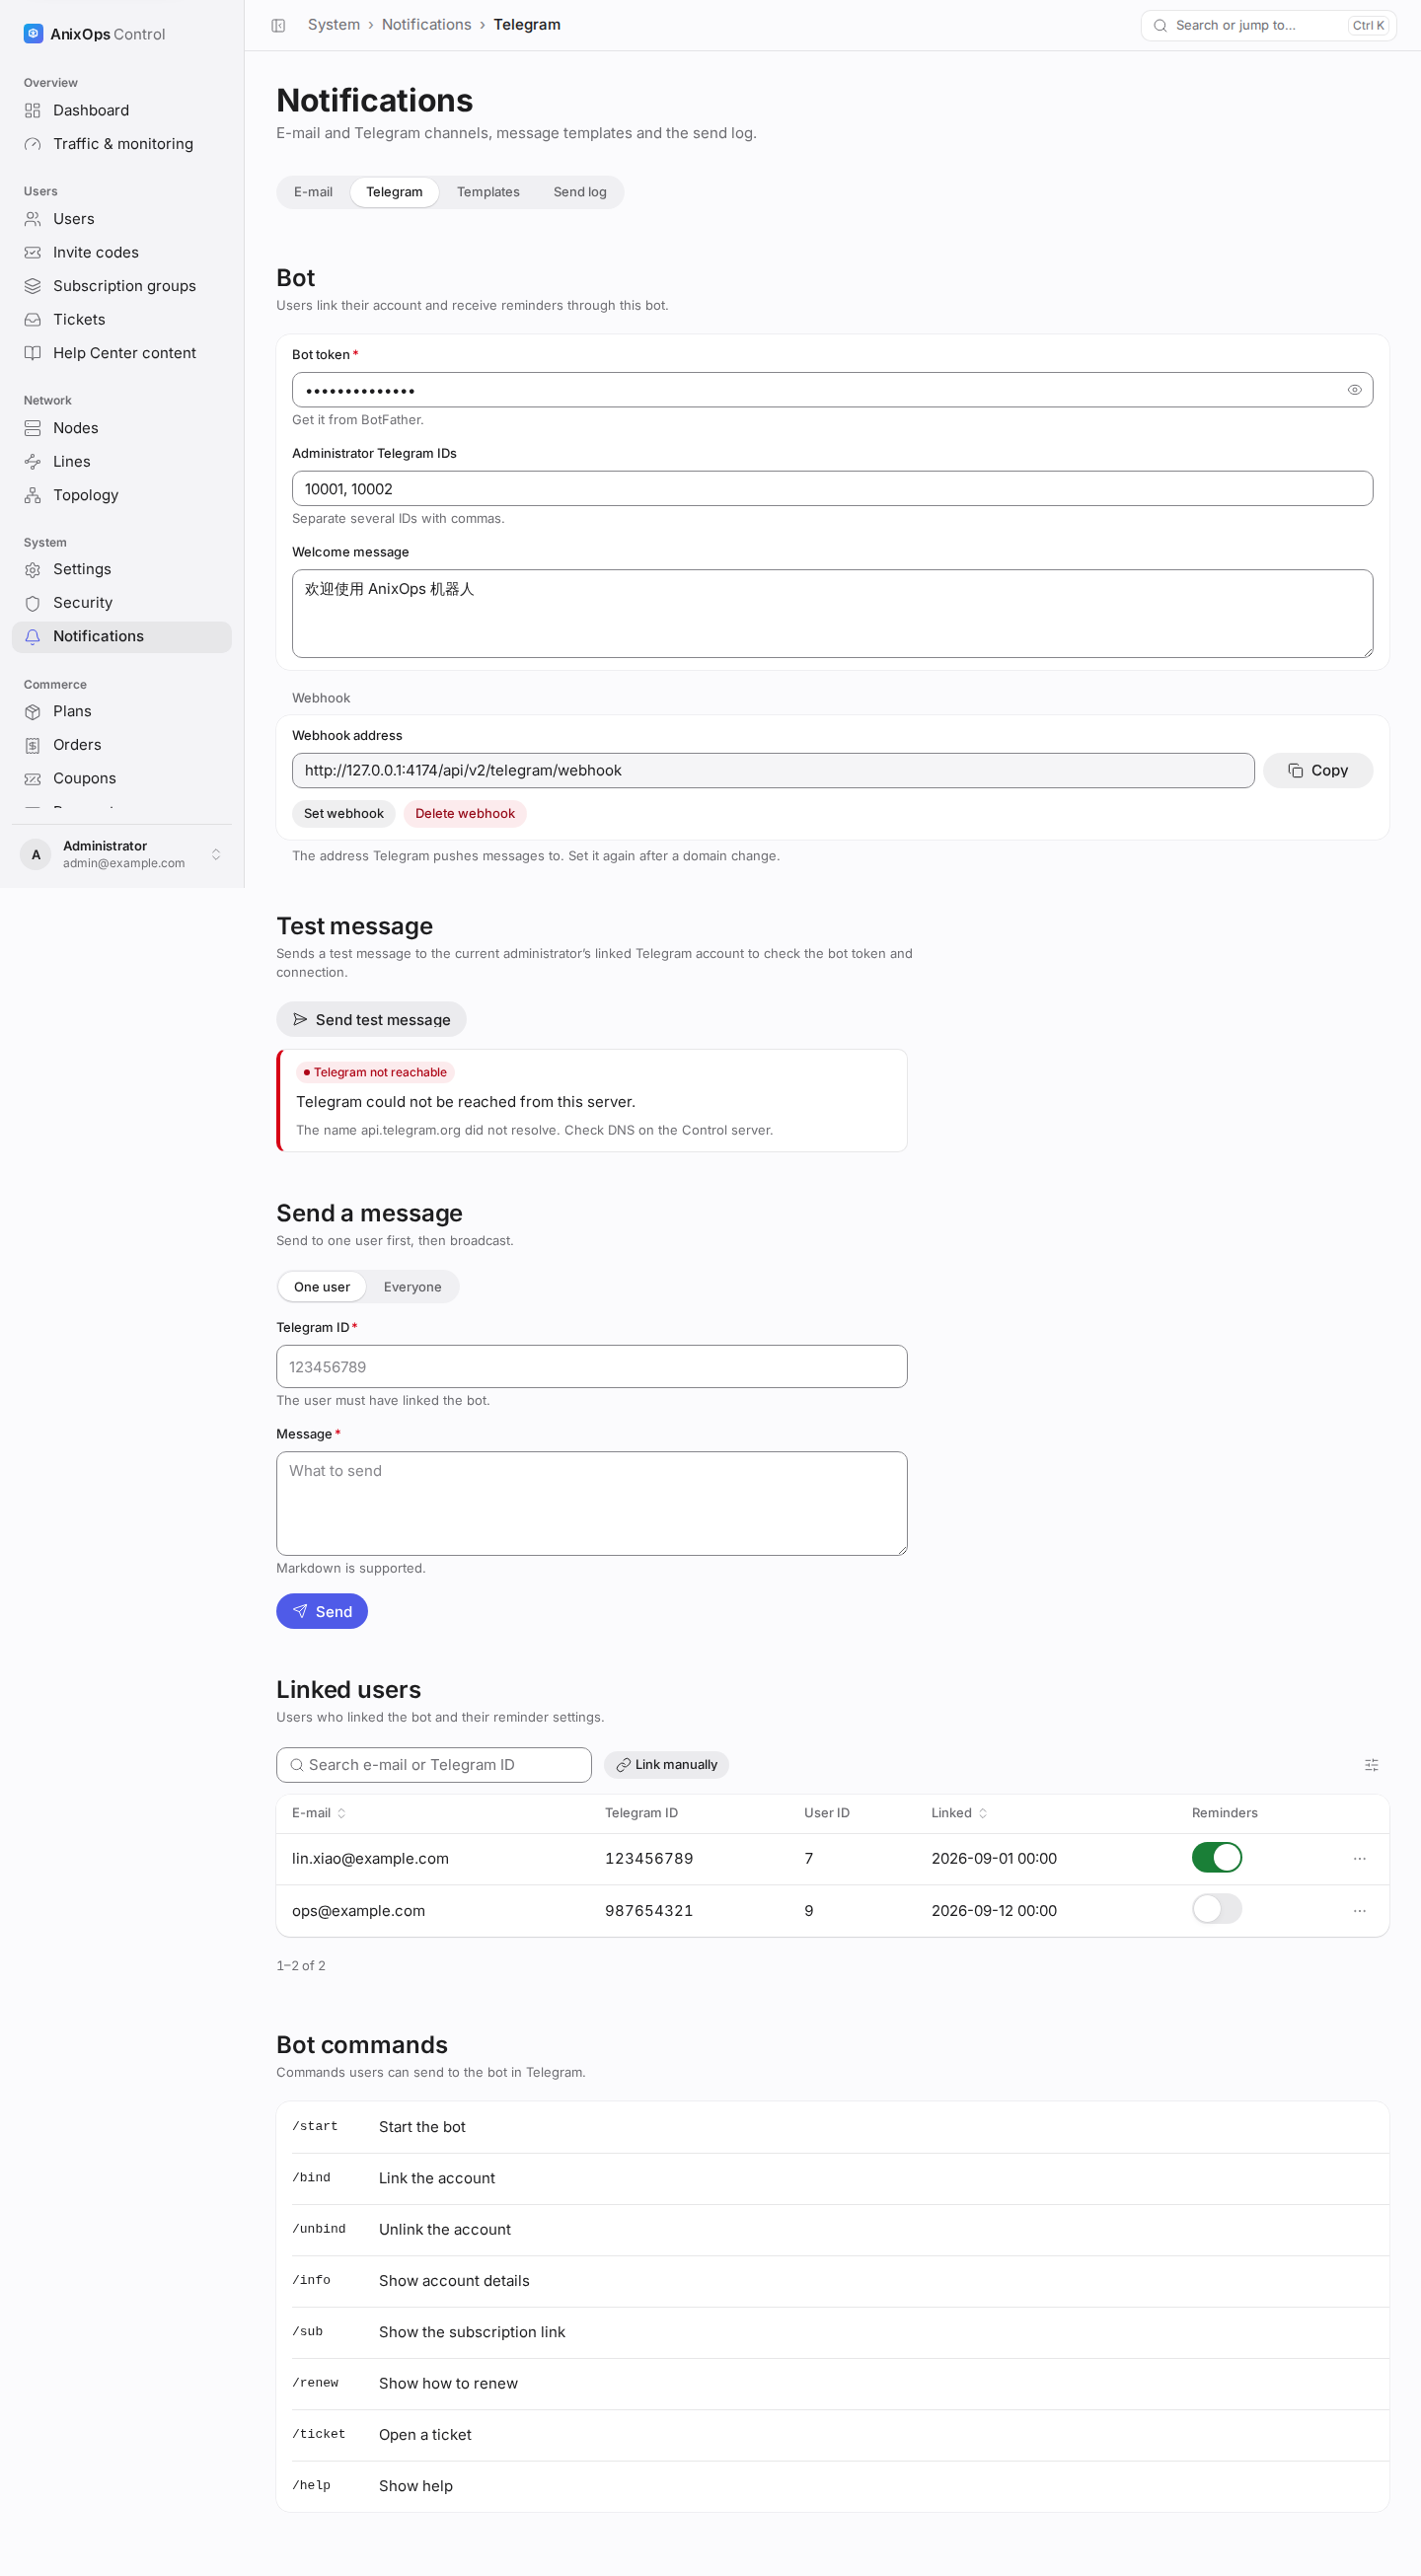 AnixOps Control
Overview
Dashboard
Traffic & monitoring
Users
Users
Invite codes
Subscription groups
Tickets
Help Center content
Network
Nodes
Lines
Topology
System
Settings
Security
Notifications
Commerce
Plans
Orders
Coupons
A
Administrator
admin@example.com
System › Notifications › Telegram
Search or jump to... Ctrl K
Notifications
E-mail and Telegram channels, message templates and the send log.
E-mail Telegram Templates Send log
Bot
Users link their account and receive reminders through this bot.
Bot token *
••••••••••••••
Get it from BotFather.
Administrator Telegram IDs
10001, 10002
Separate several IDs with commas.
Welcome message
欢迎使用 AnixOps 机器人
Webhook
Webhook address
http://127.0.0.1:4174/api/v2/telegram/webhook Copy
Set webhook Delete webhook
The address Telegram pushes messages to. Set it again after a domain change.
Test message
Sends a test message to the current administrator’s linked Telegram account to check the bot token and
connection.
Send test message
Telegram not reachable
Telegram could not be reached from this server.
The name api.telegram.org did not resolve. Check DNS on the Control server.
Send a message
Send to one user first, then broadcast.
One user Everyone
Telegram ID *
123456789
The user must have linked the bot.
Message *
What to send
Markdown is supported.
Send
Linked users
Users who linked the bot and their reminder settings.
Search e-mail or Telegram ID Link manually
E-mail Telegram ID User ID Linked Reminders
lin.xiao@example.com 123456789 7 2026-09-01 00:00
ops@example.com 987654321 9 2026-09-12 00:00
1–2 of 2
Bot commands
Commands users can send to the bot in Telegram.
/start Start the bot
/bind Link the account
/unbind Unlink the account
/info Show account details
/sub Show the subscription link
/renew Show how to renew
/ticket Open a ticket
/help Show help